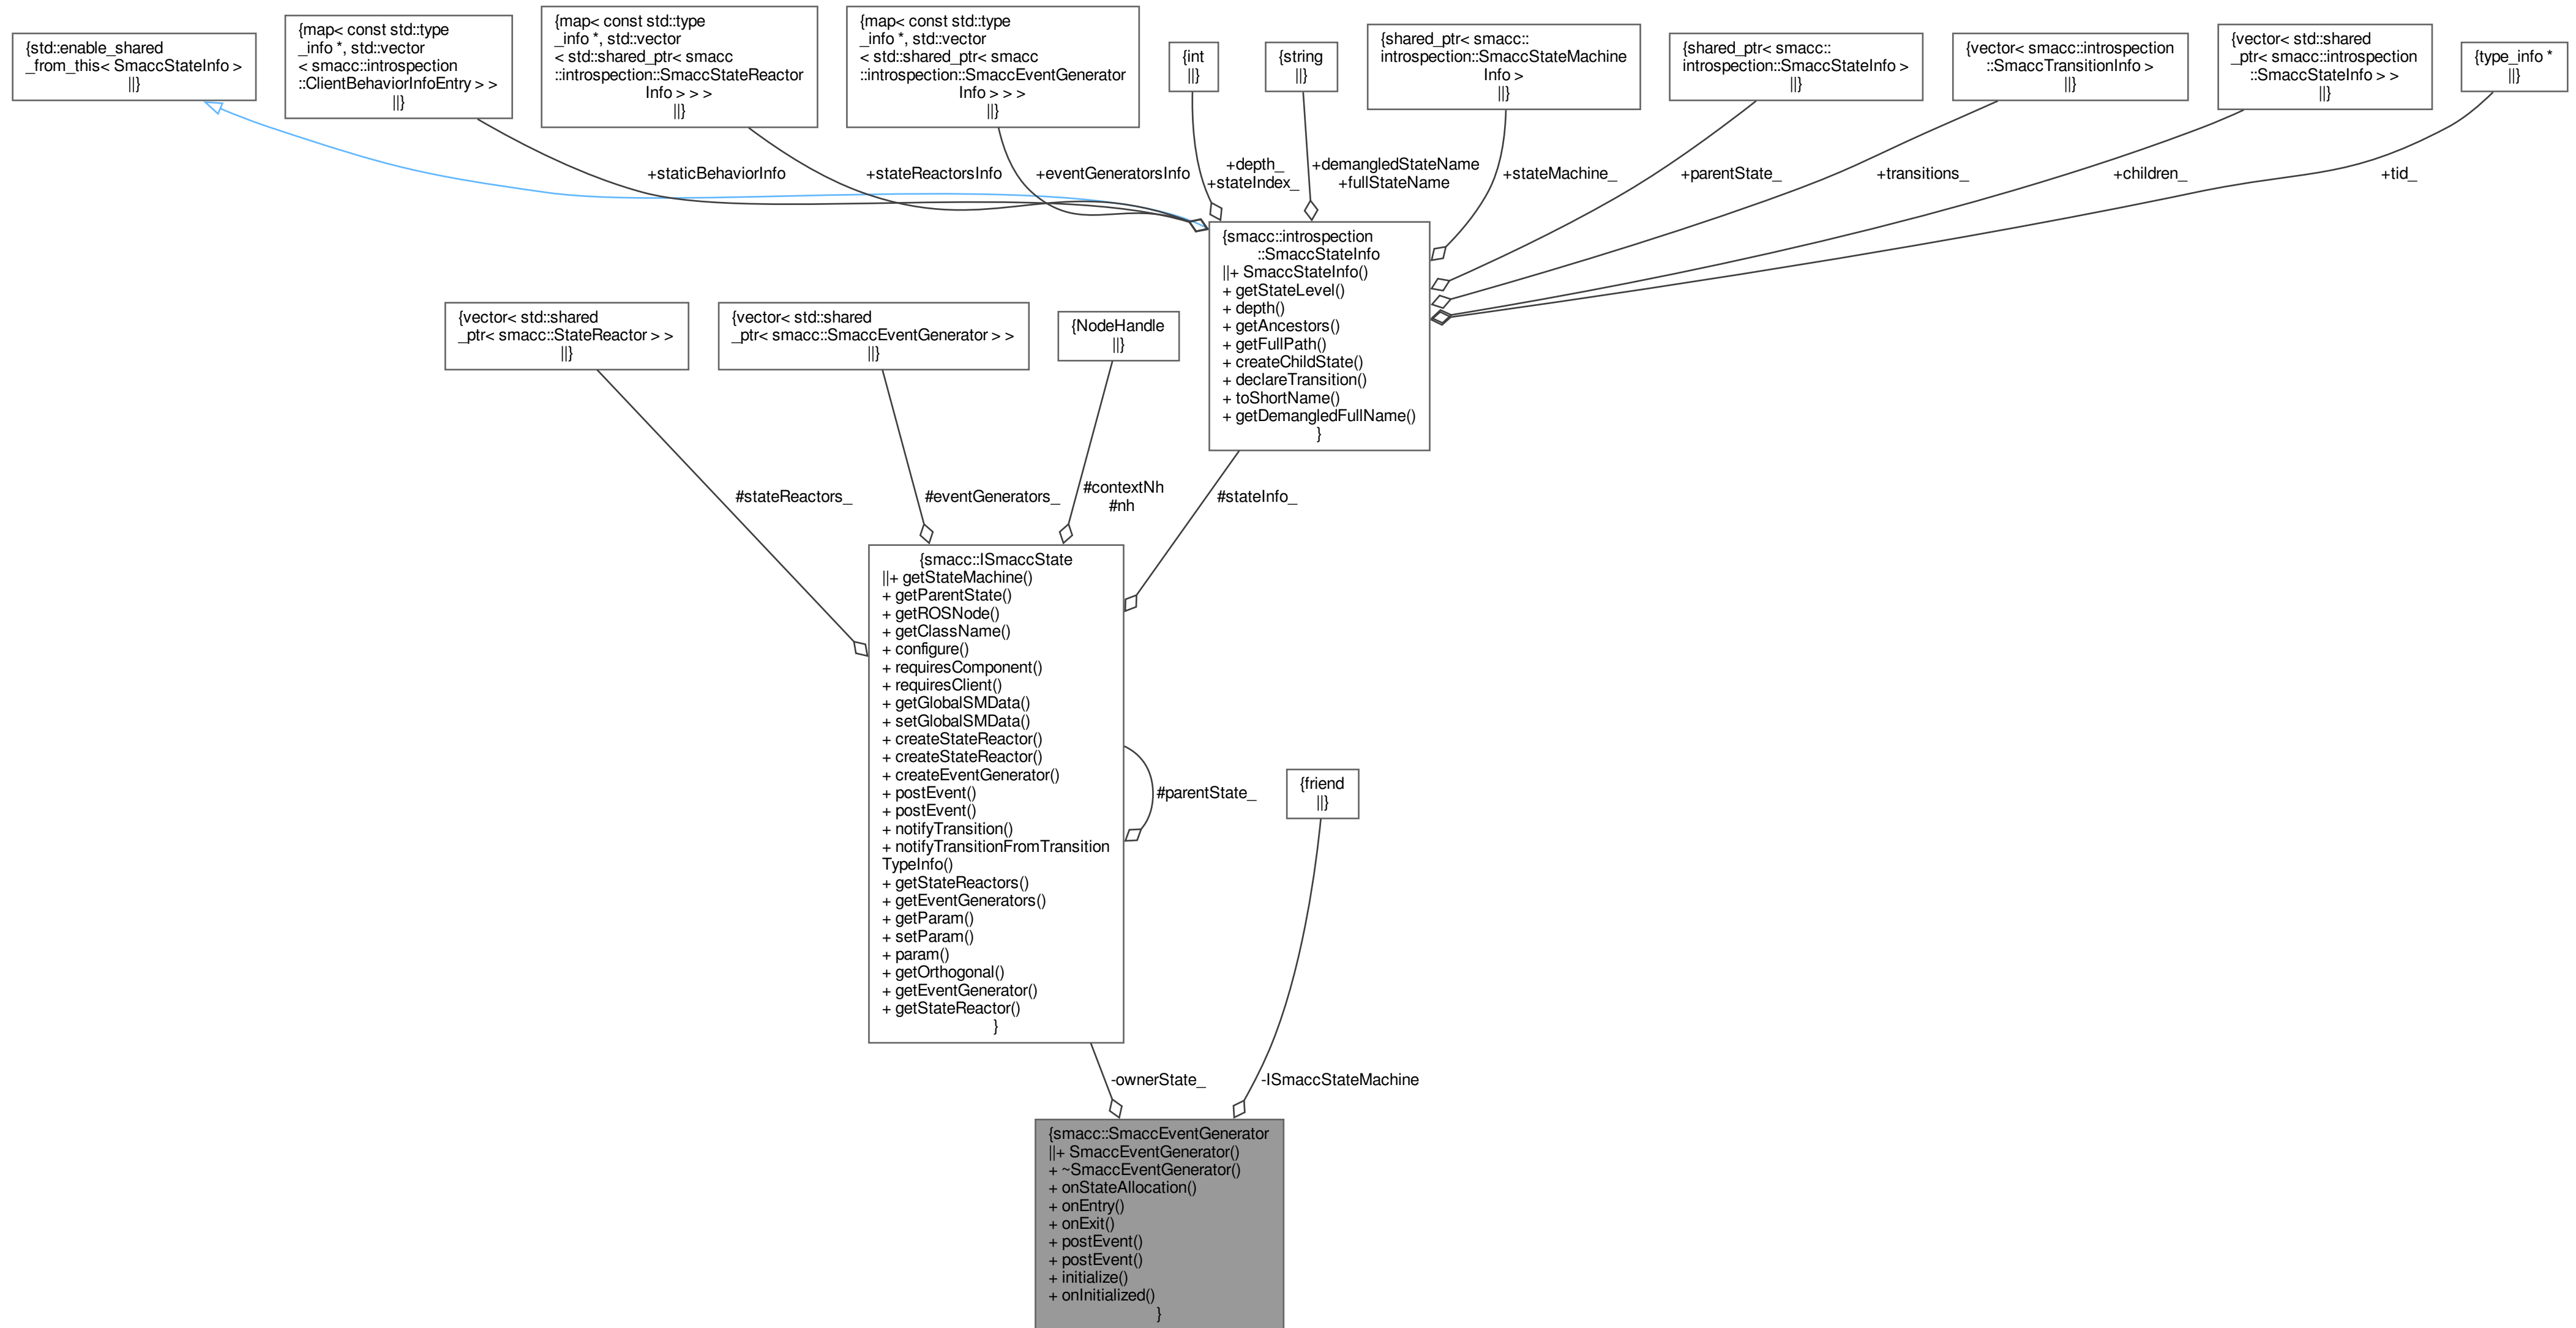 {std::enable_shared
_from_this< SmaccStateInfo >
||}
{map< const std::type
_info *, std::vector
< smacc::introspection
::ClientBehaviorInfoEntry > >
||}
{map< const std::type
_info *, std::vector
< std::shared_ptr< smacc
::introspection::SmaccStateReactor
Info > > >
||}
{map< const std::type
_info *, std::vector
< std::shared_ptr< smacc
::introspection::SmaccEventGenerator
Info > > >
||}
{int
||}
{string
||}
{shared_ptr< smacc::
introspection::SmaccStateMachine
Info >
||}
{shared_ptr< smacc::
introspection::SmaccStateInfo >
||}
{vector< smacc::introspection
::SmaccTransitionInfo >
||}
{vector< std::shared
_ptr< smacc::introspection
::SmaccStateInfo > >
||}
{type_info *
||}
+staticBehaviorInfo
+stateReactorsInfo
+eventGeneratorsInfo
+depth_
+stateIndex_
+demangledStateName
+fullStateName
+stateMachine_
+parentState_
+transitions_
+children_
+tid_
{smacc::introspection
::SmaccStateInfo
||+ SmaccStateInfo()
+ getStateLevel()
+ depth()
+ getAncestors()
+ getFullPath()
+ createChildState()
+ declareTransition()
+ toShortName()
+ getDemangledFullName()
}
{vector< std::shared
_ptr< smacc::StateReactor > >
||}
{vector< std::shared
_ptr< smacc::SmaccEventGenerator > >
||}
{NodeHandle
||}
#stateReactors_
#eventGenerators_
#contextNh
#nh
#stateInfo_
{smacc::ISmaccState
||+ getStateMachine()
+ getParentState()
+ getROSNode()
+ getClassName()
+ configure()
+ requiresComponent()
+ requiresClient()
+ getGlobalSMData()
+ setGlobalSMData()
+ createStateReactor()
+ createStateReactor()
+ createEventGenerator()
+ postEvent()
+ postEvent()
+ notifyTransition()
+ notifyTransitionFromTransition
TypeInfo()
+ getStateReactors()
+ getEventGenerators()
+ getParam()
+ setParam()
+ param()
+ getOrthogonal()
+ getEventGenerator()
+ getStateReactor()
}
#parentState_
{friend
||}
-ownerState_
-ISmaccStateMachine
{smacc::SmaccEventGenerator
||+ SmaccEventGenerator()
+ ~SmaccEventGenerator()
+ onStateAllocation()
+ onEntry()
+ onExit()
+ postEvent()
+ postEvent()
+ initialize()
+ onInitialized()
}